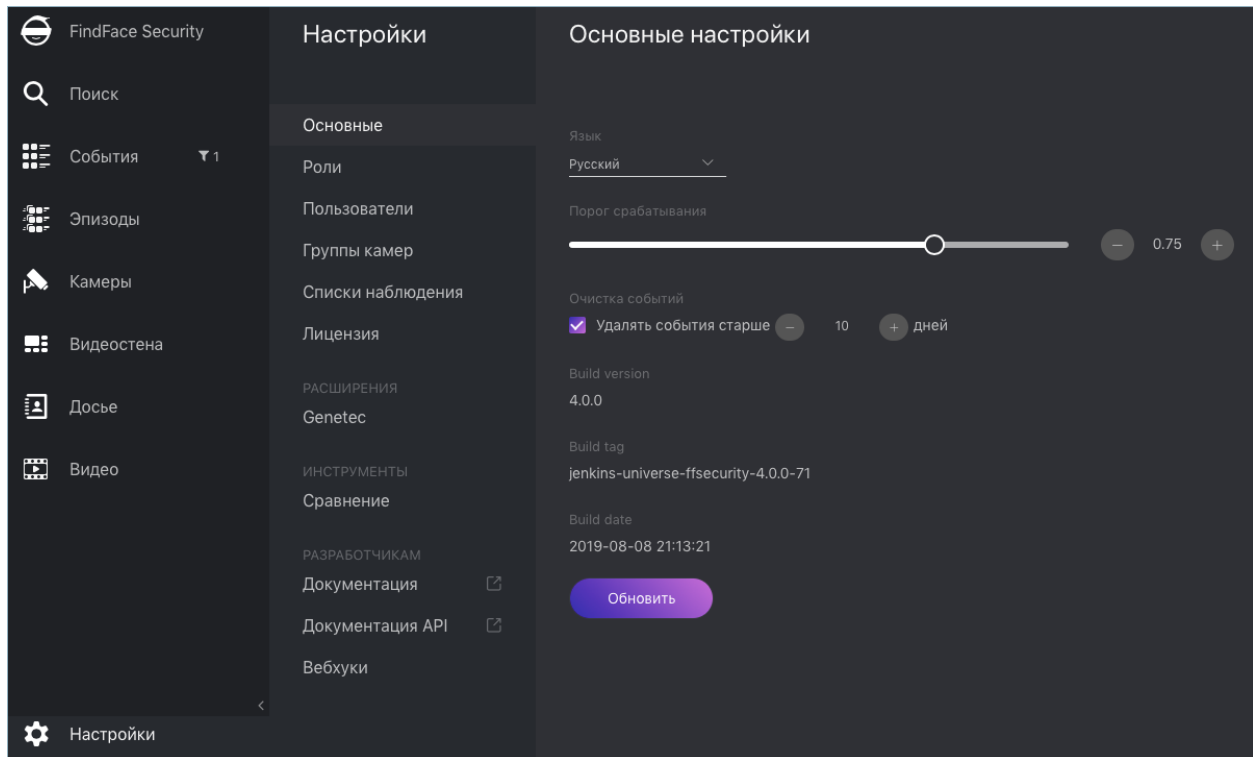 FindFace Security
Поиск
События 1
Эпизоды
Камеры
Видеостена
Досье
Видео
Настройки
Настройки
Основные
Роли
Пользователи
Группы камер
Списки наблюдения
Лицензия
РАСШИРЕНИЯ
Genetec
ИНСТРУМЕНТЫ
Сравнение
РАЗРАБОТЧИКАМ
Документация
Документация API
Вебхуки
Основные настройки
Язык
Русский
Порог срабатывания
− 0.75 +
Очистка событий
Удалять события старше − 10 + дней
Build version
4.0.0
Build tag
jenkins-universe-ffsecurity-4.0.0-71
Build date
2019-08-08 21:13:21
Обновить